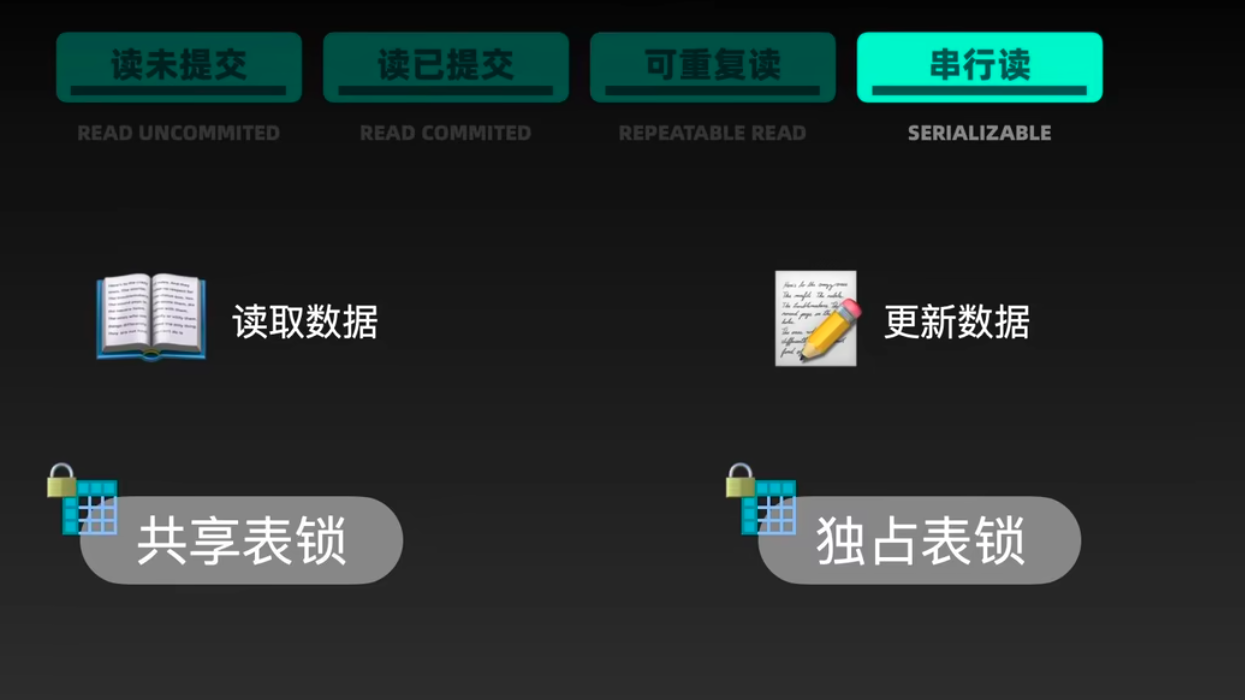 读未提交
读已提交
可重复读
串行读
READ UNCOMMITED
READ COMMITED
REPEATABLE READ
SERIALIZABLE
读取数据
更新数据
共享表锁
独占表锁